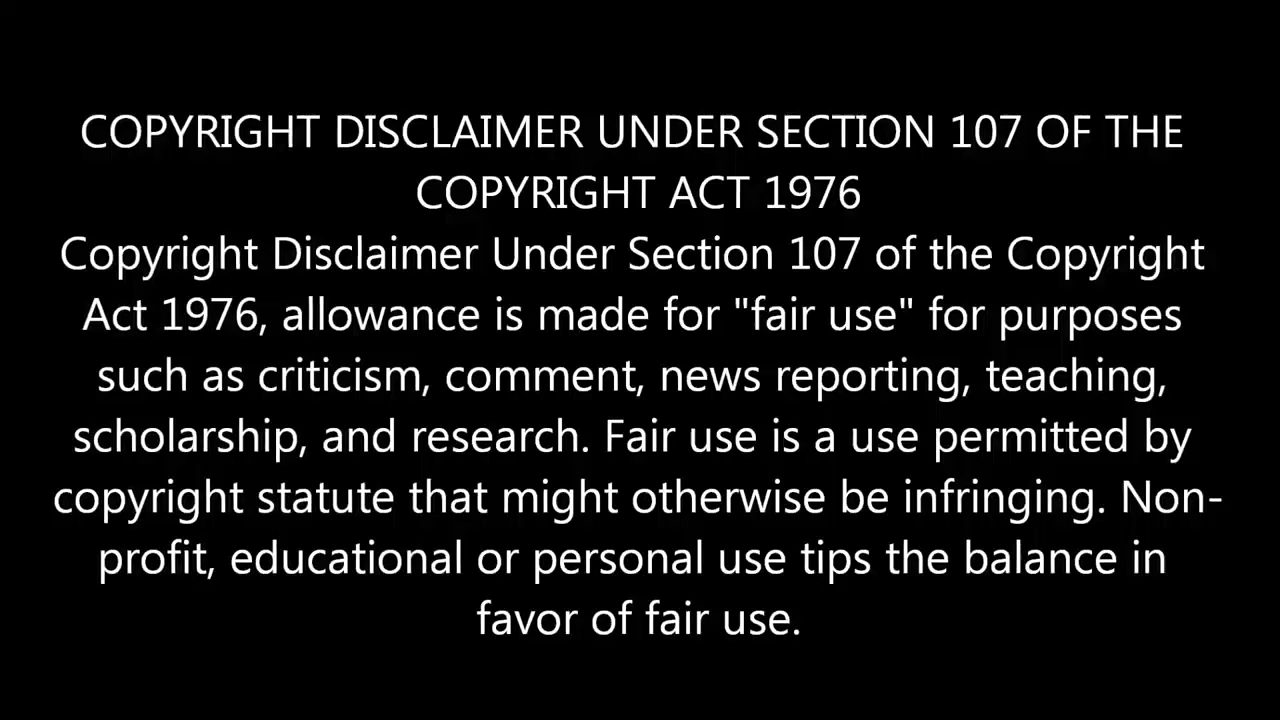 COPYRIGHT DISCLAIMER UNDER SECTION 107 OF THE
COPYRIGHT ACT 1976
Copyright Disclaimer Under Section 107 of the Copyright
Act 1976, allowance is made for "fair use" for purposes
such as criticism, comment, news reporting, teaching,
scholarship, and research. Fair use is a use permitted by
copyright statute that might otherwise be infringing. Non-
profit, educational or personal use tips the balance in
favor of fair use.